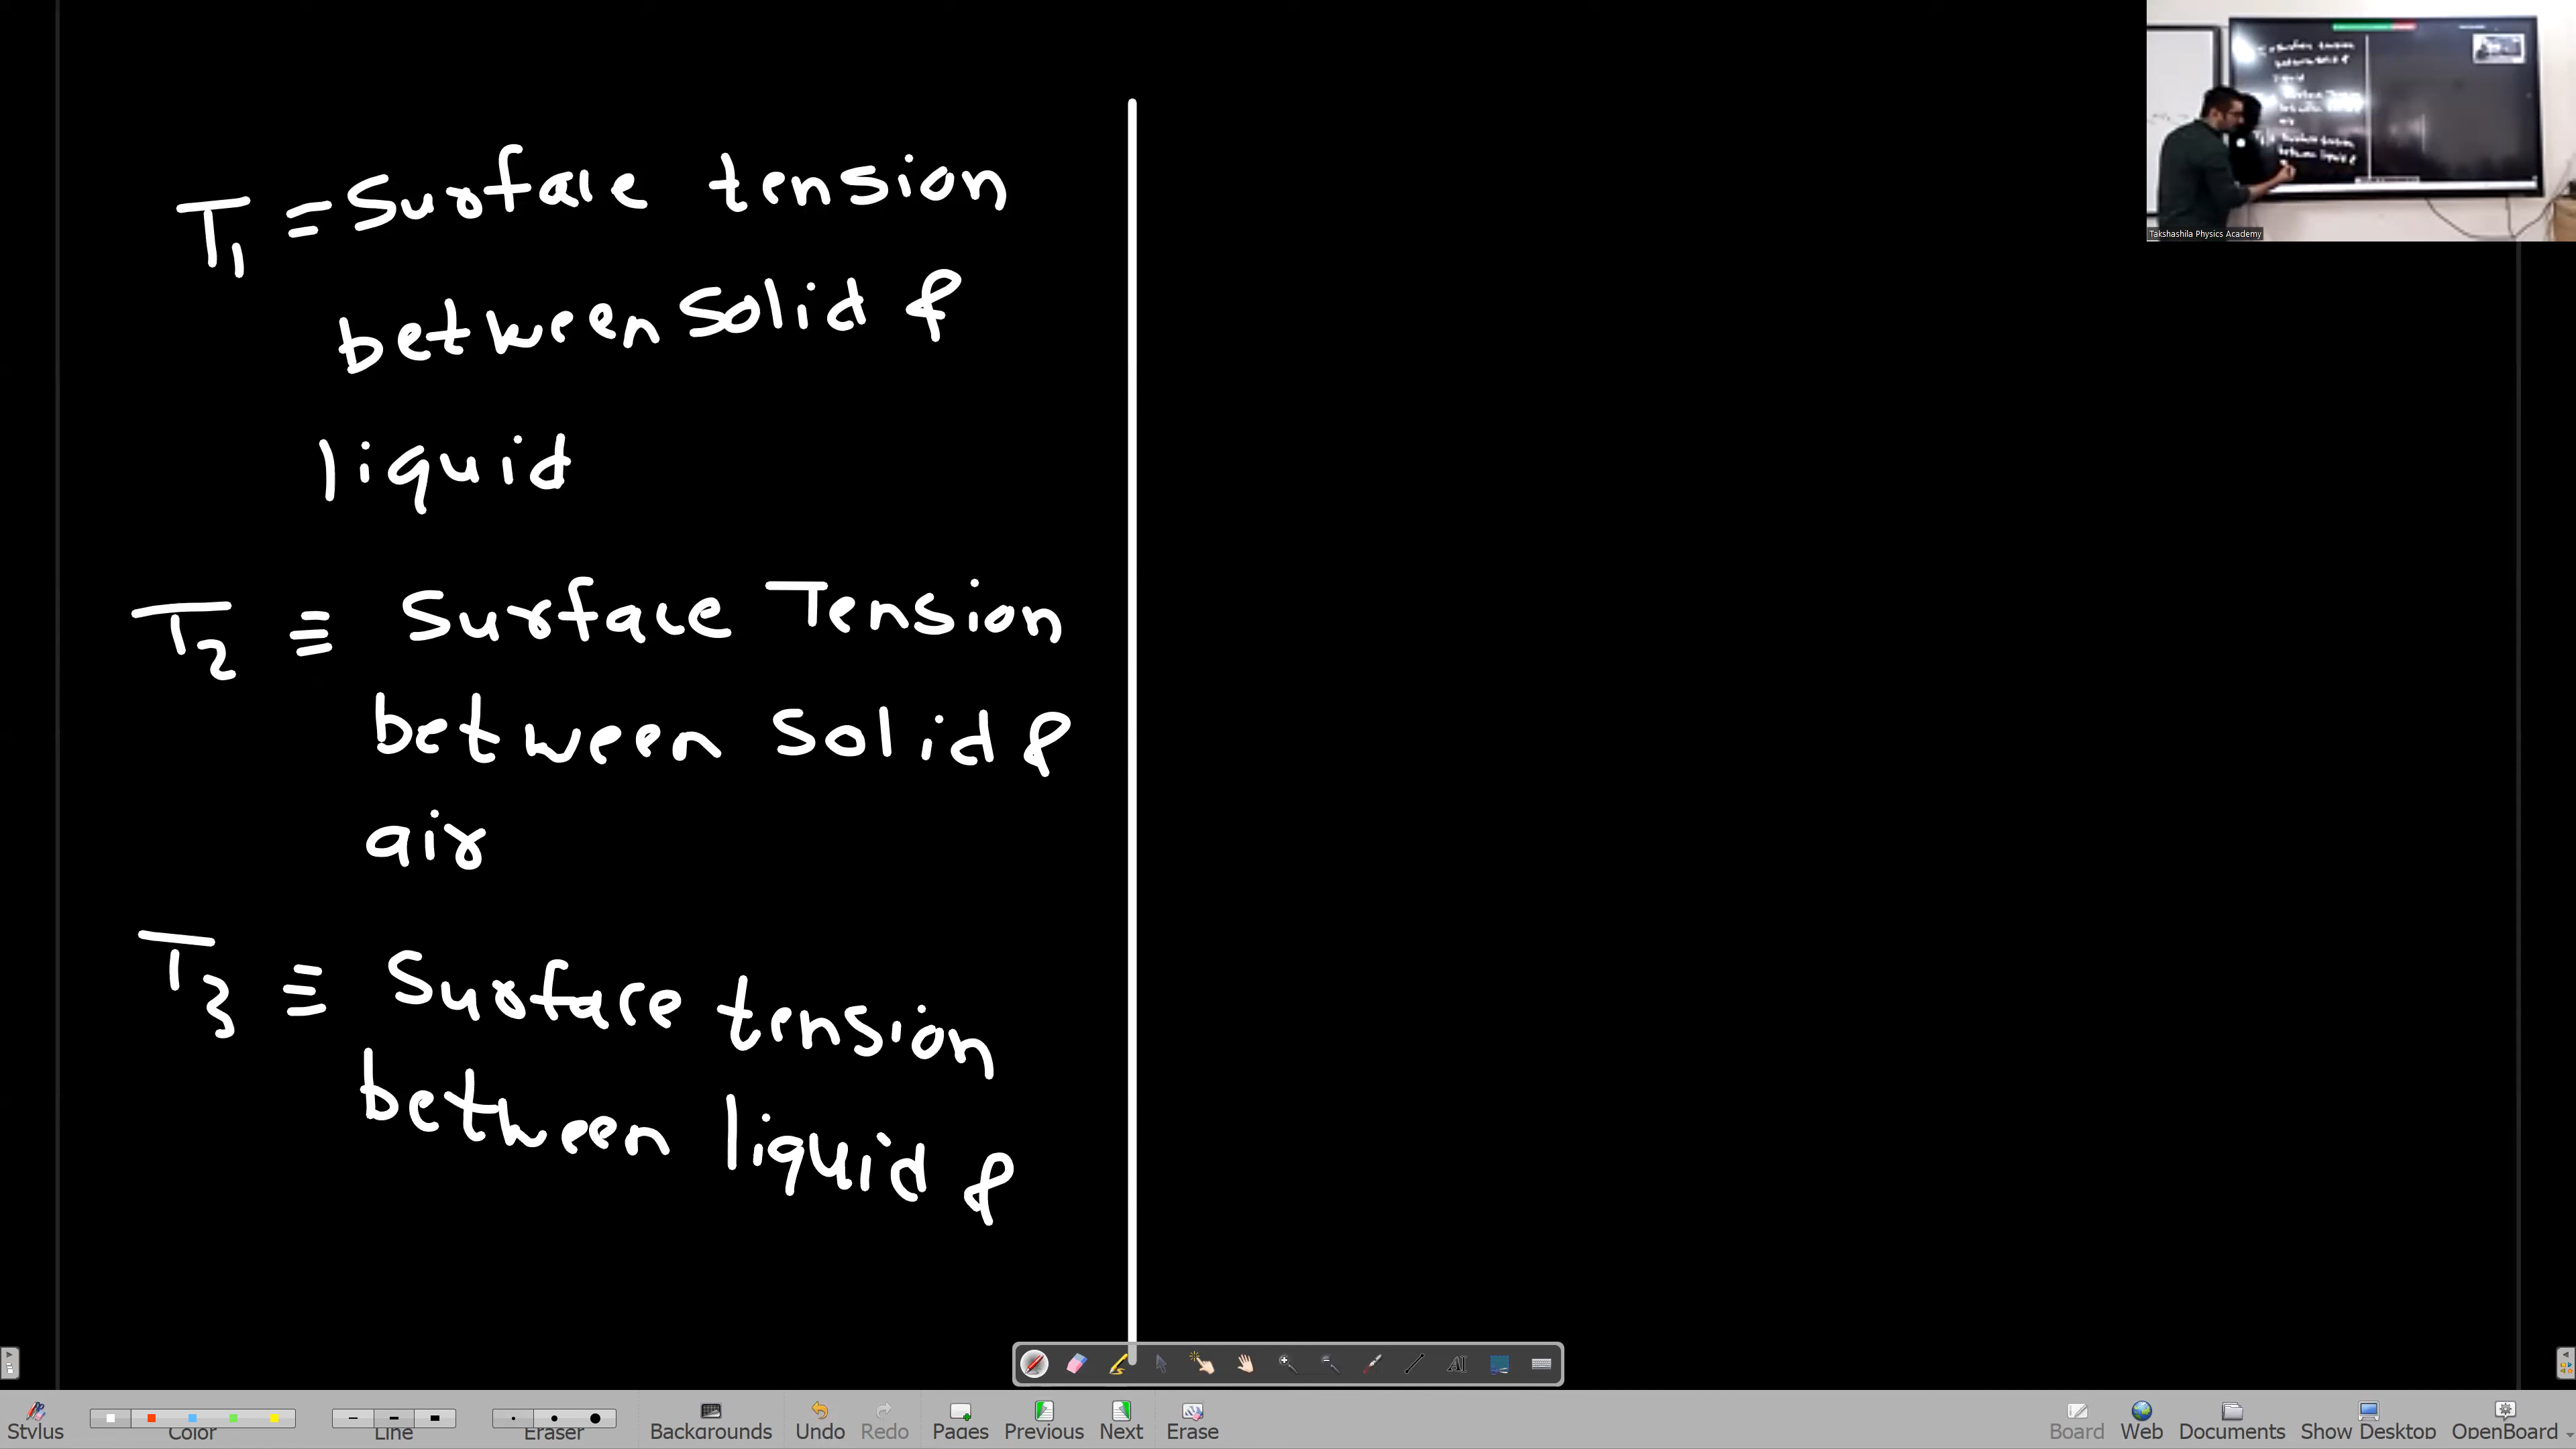 T1 = Surface tension
between Solid &
liquid
T2 ≡ Surface Tension
between Solid &
air
T3 ≡ Surface tension
between liquid &
Takshashila Physics Academy
Stylus
Color
Line
Eraser
Backgrounds
Undo
Redo
Pages
Previous
Next
Erase
Board
Web
Documents
Show Desktop
OpenBoard